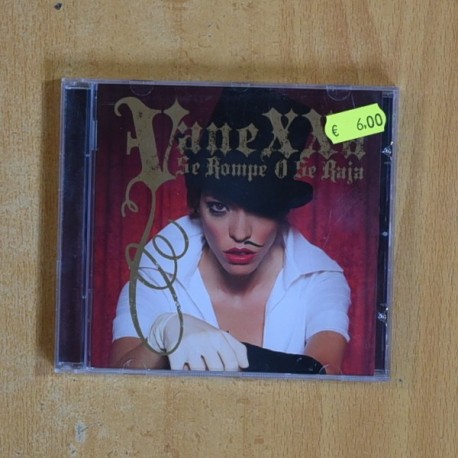 VaneXXa
€ 6,00
Se Rompe O Se Raja